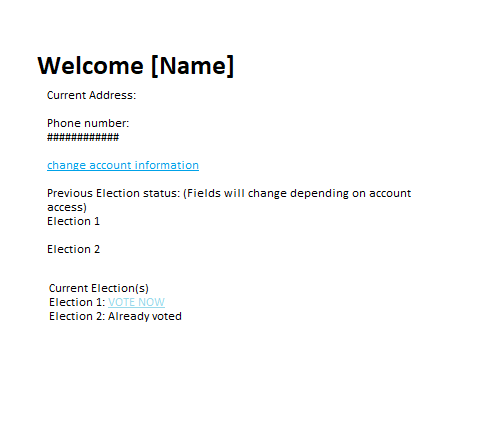 Welcome [Name]
Current Address:
Phone number:
############
change account information
Previous Election status: (Fields will change depending on account
access)
Election 1
Election 2
Current Election(s)
Election 1: VOTE NOW
Election 2: Already voted